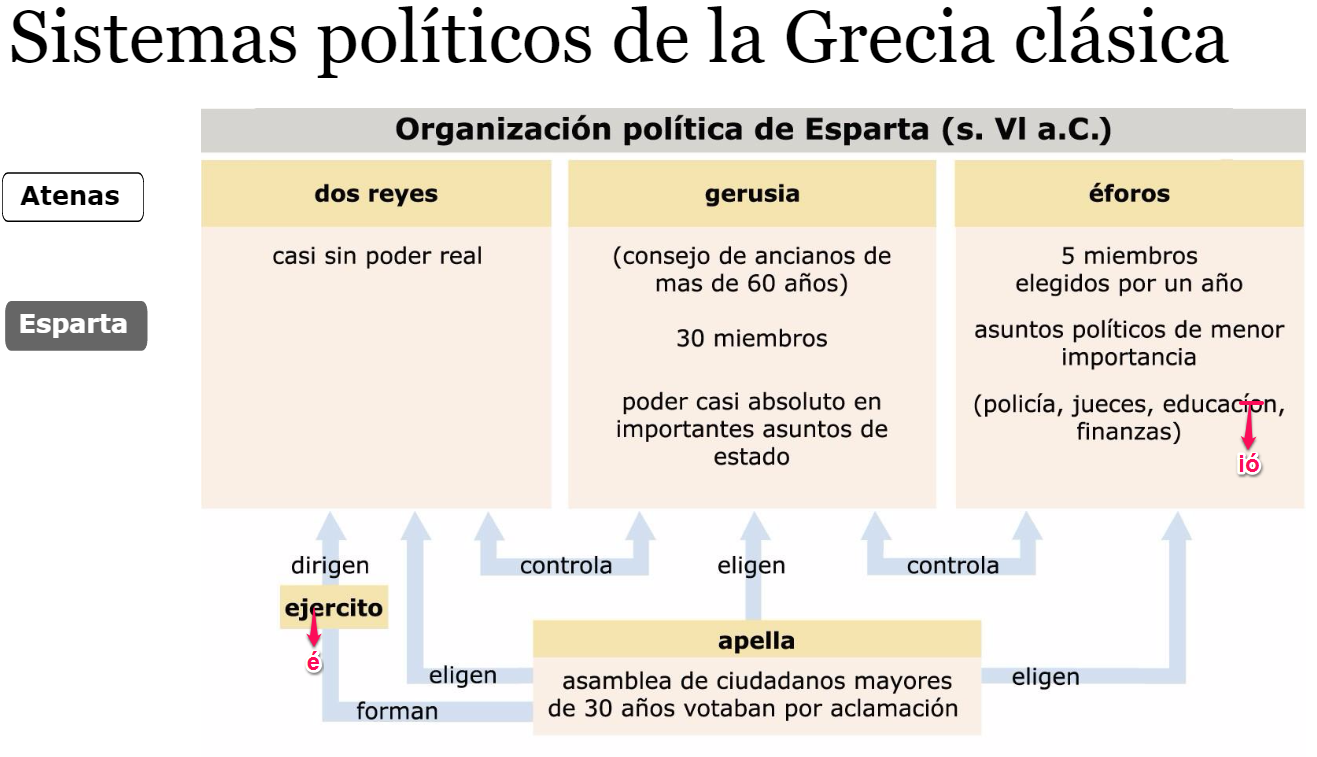 Sistemas políticos de la Grecia clásica
Organización política de Esparta (s. Vl a.C.)
Atenas
Esparta
dos reyes
casi sin poder real
gerusia
(consejo de ancianos de
mas de 60 años)
30 miembros
poder casi absoluto en
importantes asuntos de
estado
éforos
5 miembros
elegidos por un año
asuntos políticos de menor
importancia
(policía, jueces, educacíon,
finanzas)
ió
dirigen
controla
eligen
controla
ejercito
é
apella
asamblea de ciudadanos mayores
de 30 años votaban por aclamación
eligen
eligen
forman